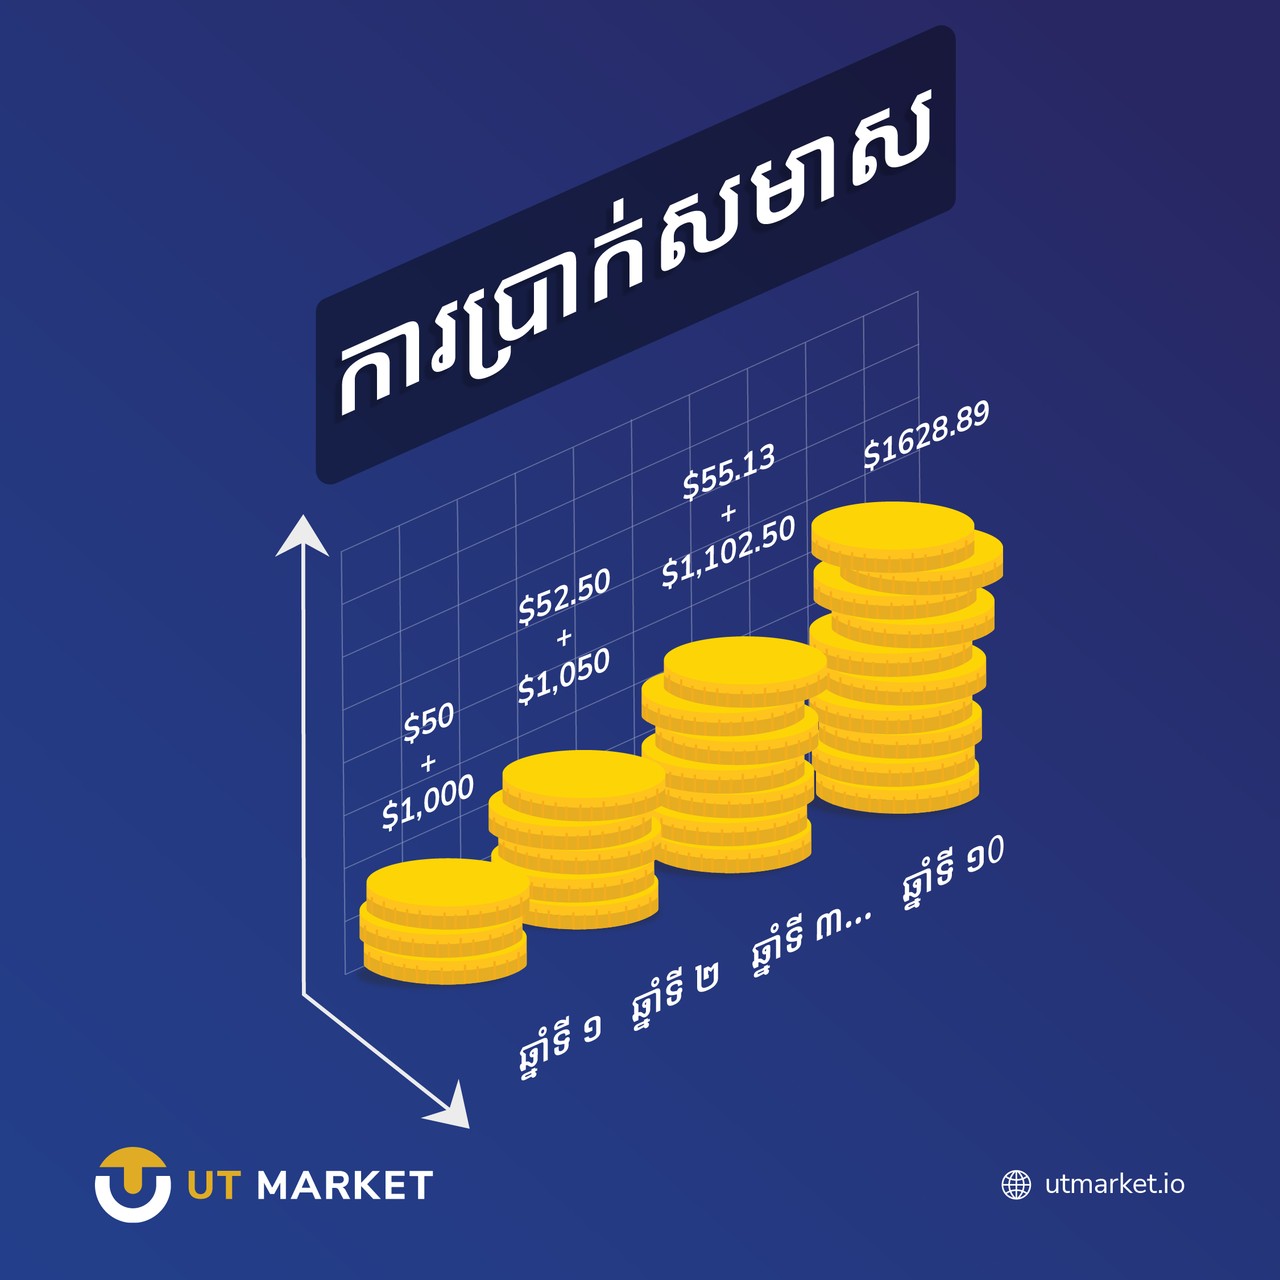 ការប្រាក់សមាស
$50
+
$1,000
$52.50
+
$1,050
$55.13
+
$1,102.50
$1628.89
ឆ្នាំទី ១
ឆ្នាំទី ២
ឆ្នាំទី ៣...
ឆ្នាំទី ១0
UT MARKET
utmarket.io